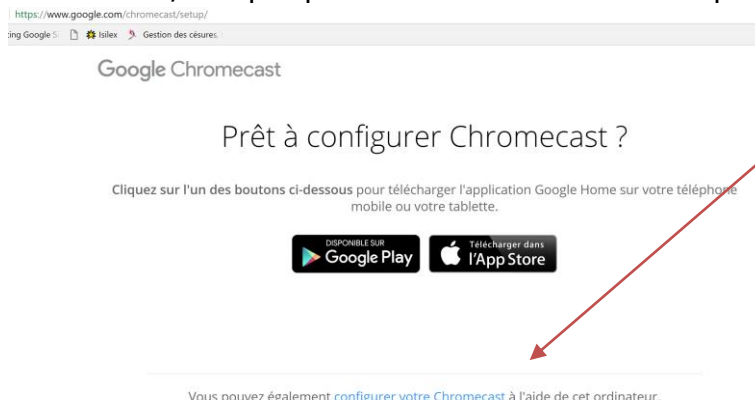 https://www.google.com/chromecast/setup/
ting Google S Isilex Gestion des césures,
Google Chromecast
Prêt à configurer Chromecast ?
Cliquez sur l'un des boutons ci-dessous pour télécharger l'application Google Home sur votre téléphone
mobile ou votre tablette.
DISPONIBLE SUR
Google Play
Télécharger dans
l'App Store
Vous pouvez également configurer votre Chromecast à l'aide de cet ordinateur.